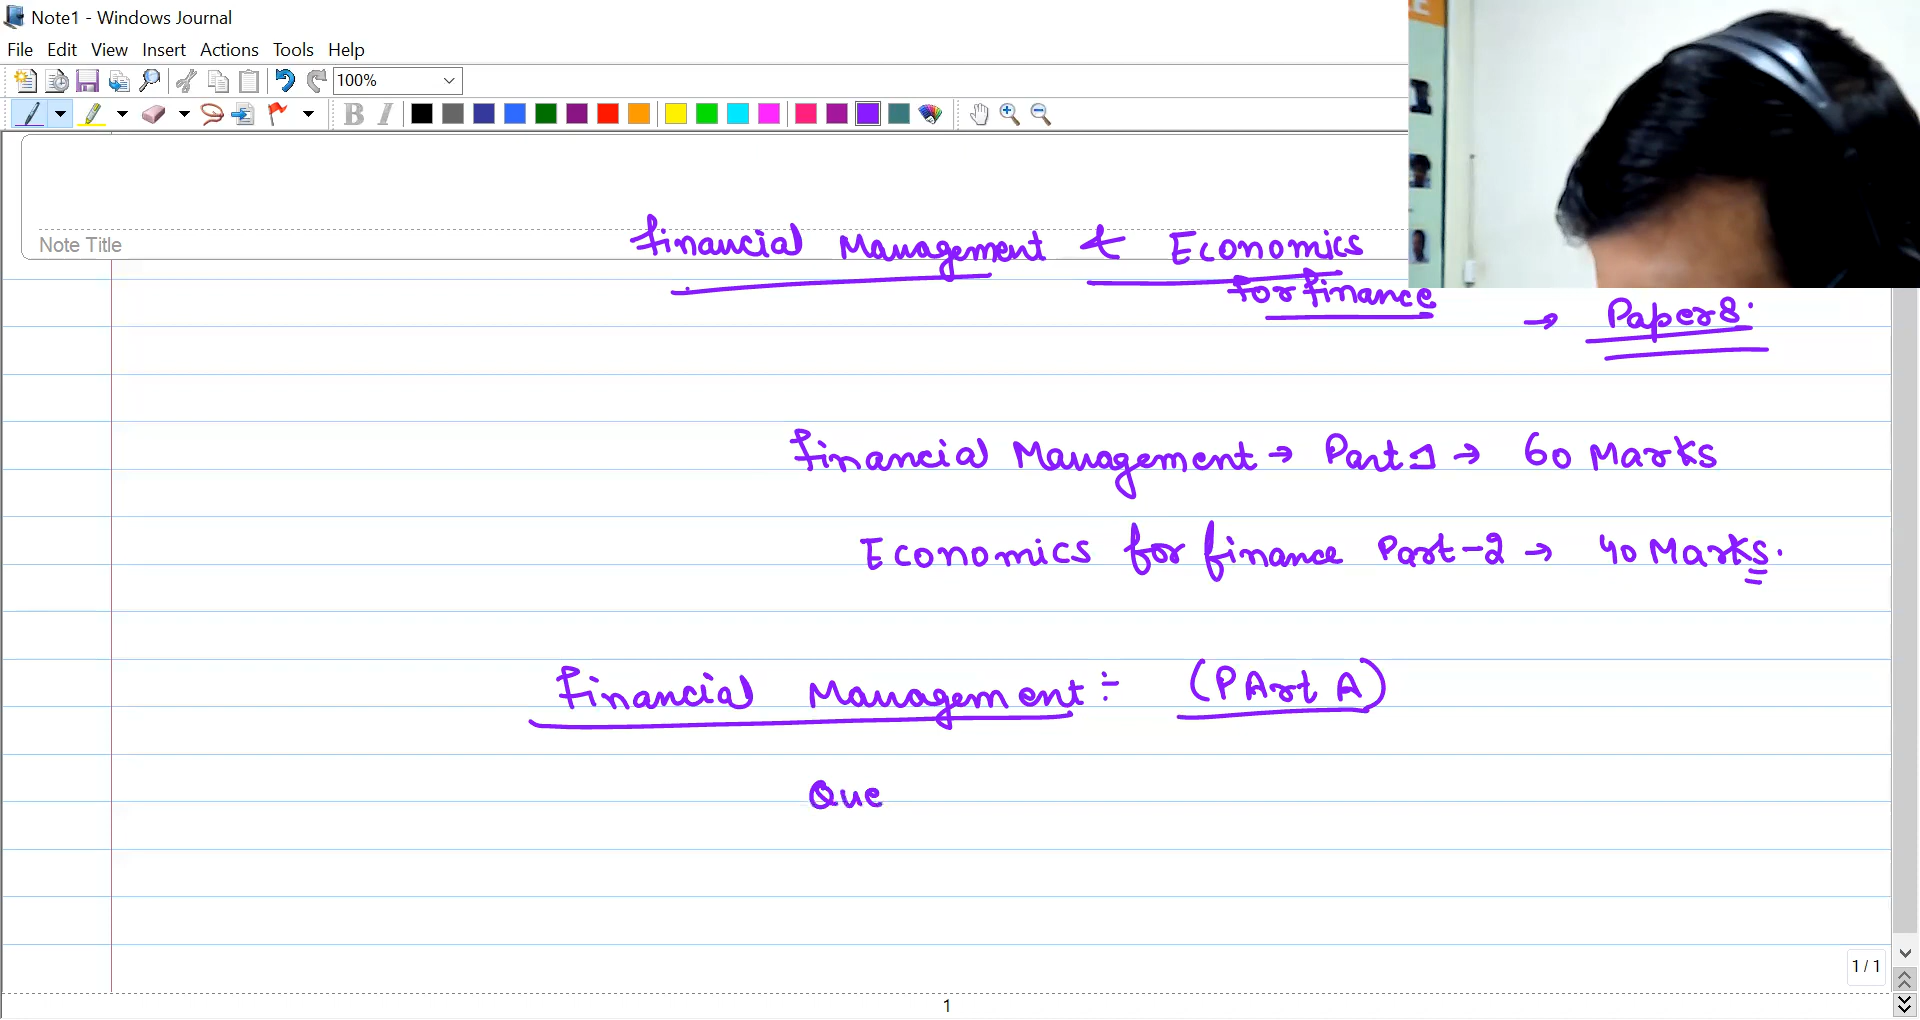 Note1 - Windows Journal
File Edit View Insert Actions Tools Help
100%
B I
Note Title
Financial Management & Economics
for finance
→ Paper 8.
Financial Management → Part 1 → 60 Marks
Economics for finance Part-2 → 40 Marks.
Financial Management :- (PArt A)
Que
1 / 1
1